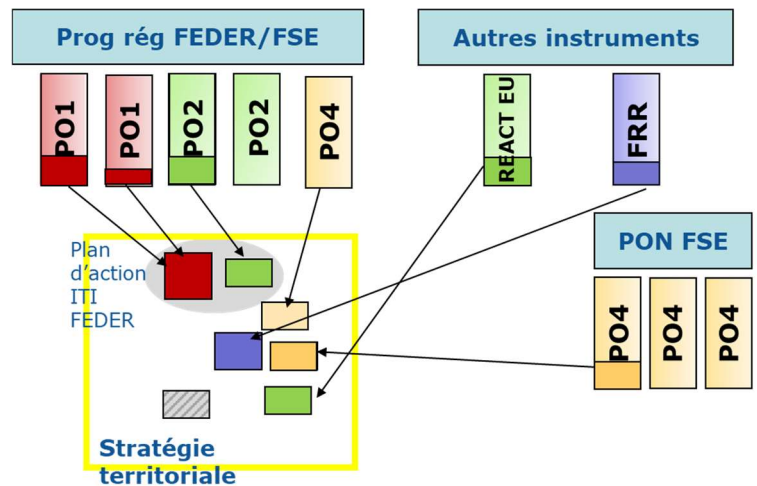 Prog rég FEDER/FSE
Autres instruments
PO1
PO1
PO2
PO2
PO4
REACT EU
FRR
PON FSE
PO4
PO4
PO4
Plan
d'action
ITI
FEDER
Stratégie
territoriale